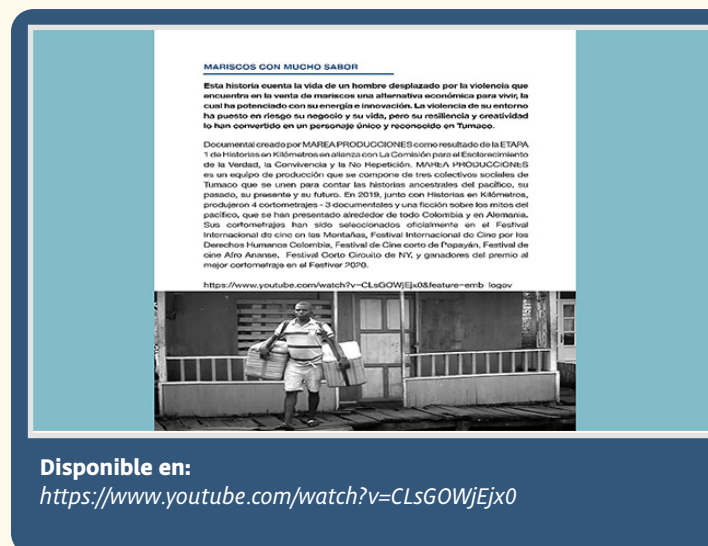 MARISCOS CON MUCHO SABOR
Esta historia cuenta la vida de un hombre desplazado por la violencia que
encuentra en la venta de mariscos una alternativa económica para vivir, la
cual ha potenciado con su energía e innovación. La violencia de su entorno
ha puesto en riesgo su negocio y su vida, pero su resiliencia y creatividad
lo han convertido en un personaje único y reconocido en Tumaco.
Documental creado por MAREA PRODUCCIONES como resultado de la ETAPA
1 de Historias en Kilómetros en alianza con La Comisión para el Esclarecimiento
de la Verdad, la Convivencia y la No Repetición. MAREA PRODUCCIONES
es un equipo de producción que se compone de tres colectivos sociales de
Tumaco que se unen para contar las historias ancestrales del pacífico, su
pasado, su presente y su futuro. En 2019, junto con Historias en Kilómetros,
produjeron 4 cortometrajes - 3 documentales y una ficción sobre los mitos del
pacífico, que se han presentado alrededor de todo Colombia y en Alemania.
Sus cortometrajes han sido seleccionados oficialmente en el Festival
Internacional de cine en las Montañas, Festival Internacional de Cine por los
Derechos Humanos Colombia, Festival de Cine corto de Popayán, Festival de
cine Afro Ananse, Festival Corto Circuito de NY, y ganadores del premio al
mejor cortometraje en el Festiver 2020.
https://www.youtube.com/watch?v=CLsGOWjEjx0&feature=emb_logov
Disponible en:
https://www.youtube.com/watch?v=CLsGOWjEjx0